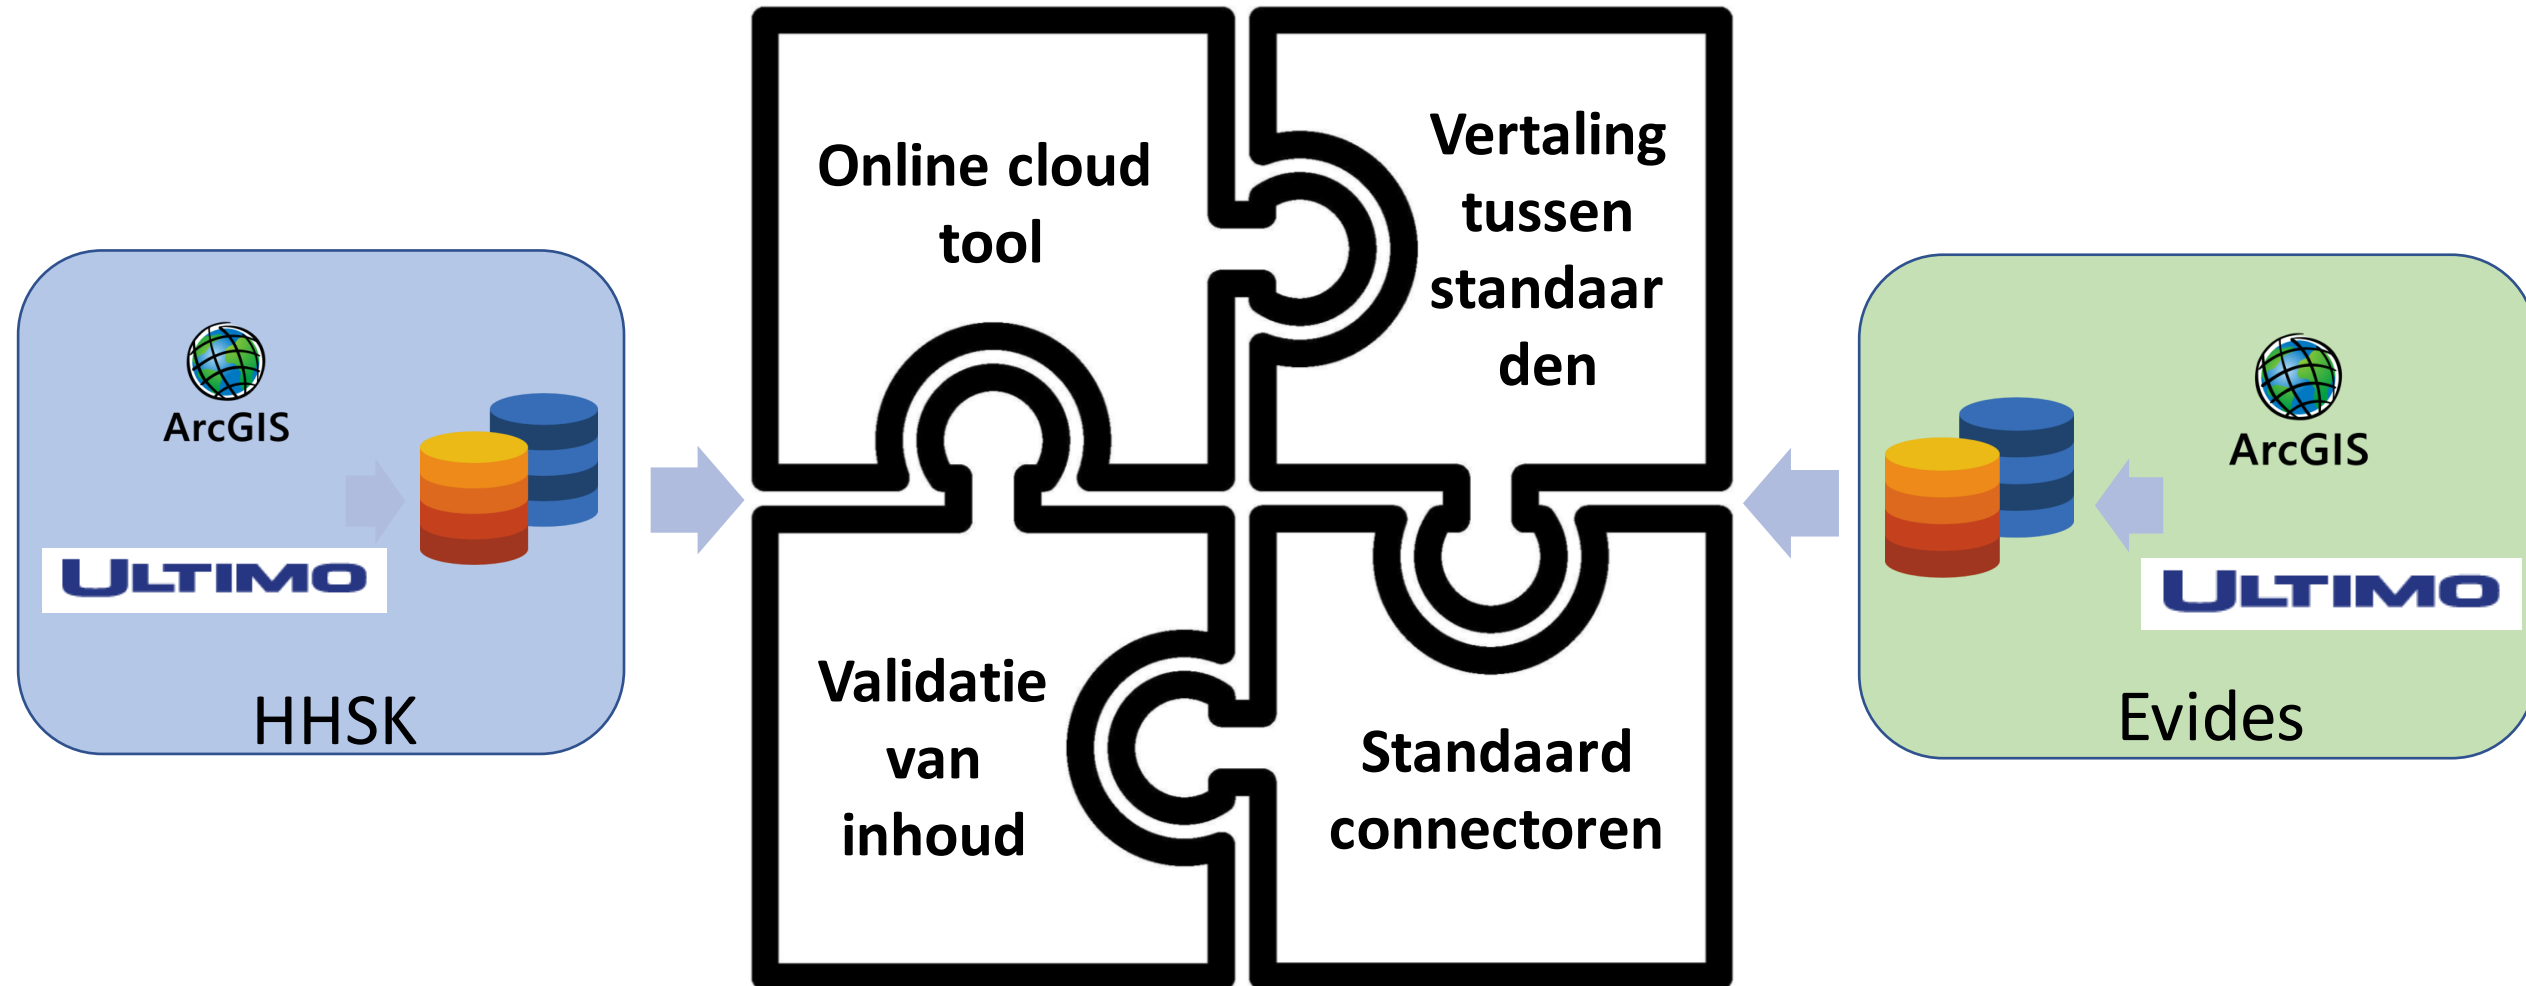 Online cloud
tool
Vertaling
tussen
standaar
den
ArcGIS
ULTIMO
HHSK
Validatie
van
inhoud
Standaard
connectoren
ArcGIS
ULTIMO
Evides